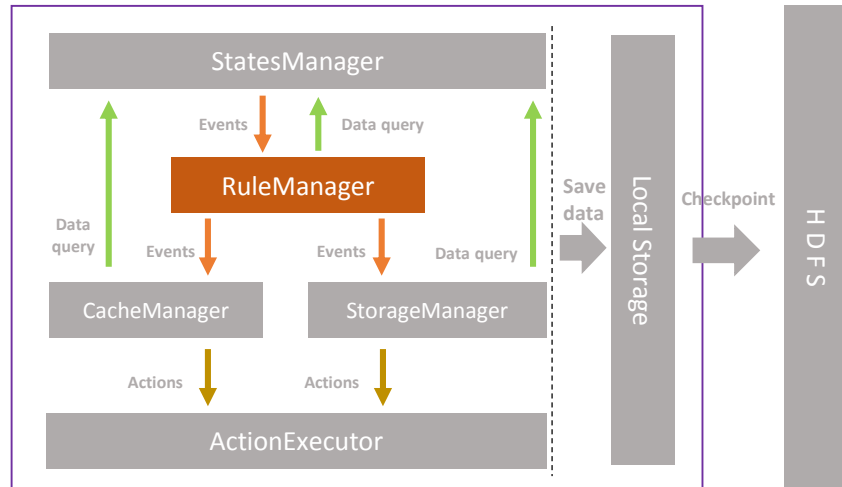 StatesManager
Events
Data query
RuleManager
Data
query
Events
Events
Data query
CacheManager
StorageManager
Actions
Actions
ActionExecutor
Save
data
Local Storage
Checkpoint
HDFS